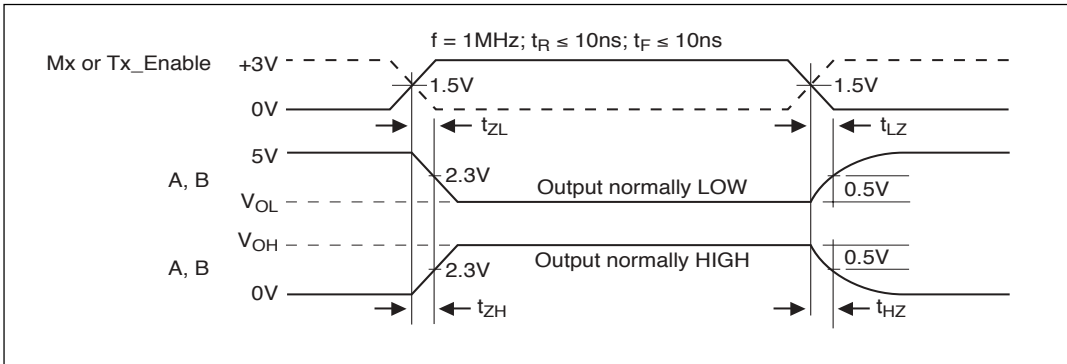 f = 1MHz; tR ≤ 10ns; tF ≤ 10ns
Mx or Tx_Enable
+3V
1.5V
1.5V
0V
tZL
tLZ
5V
A, B
2.3V
Output normally LOW
0.5V
VOL
VOH
A, B
2.3V
Output normally HIGH
0.5V
0V
tZH
tHZ